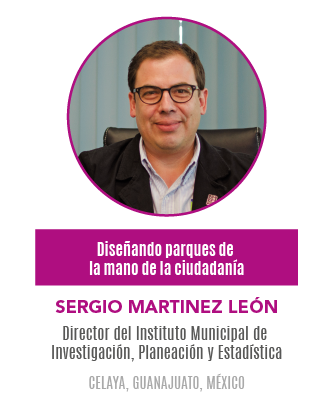 Diseñando parques de
la mano de la ciudadanía
SERGIO MARTINEZ LEÓN
Director del Instituto Municipal de
Investigación, Planeación y Estadística
CELAYA, GUANAJUATO, MÉXICO